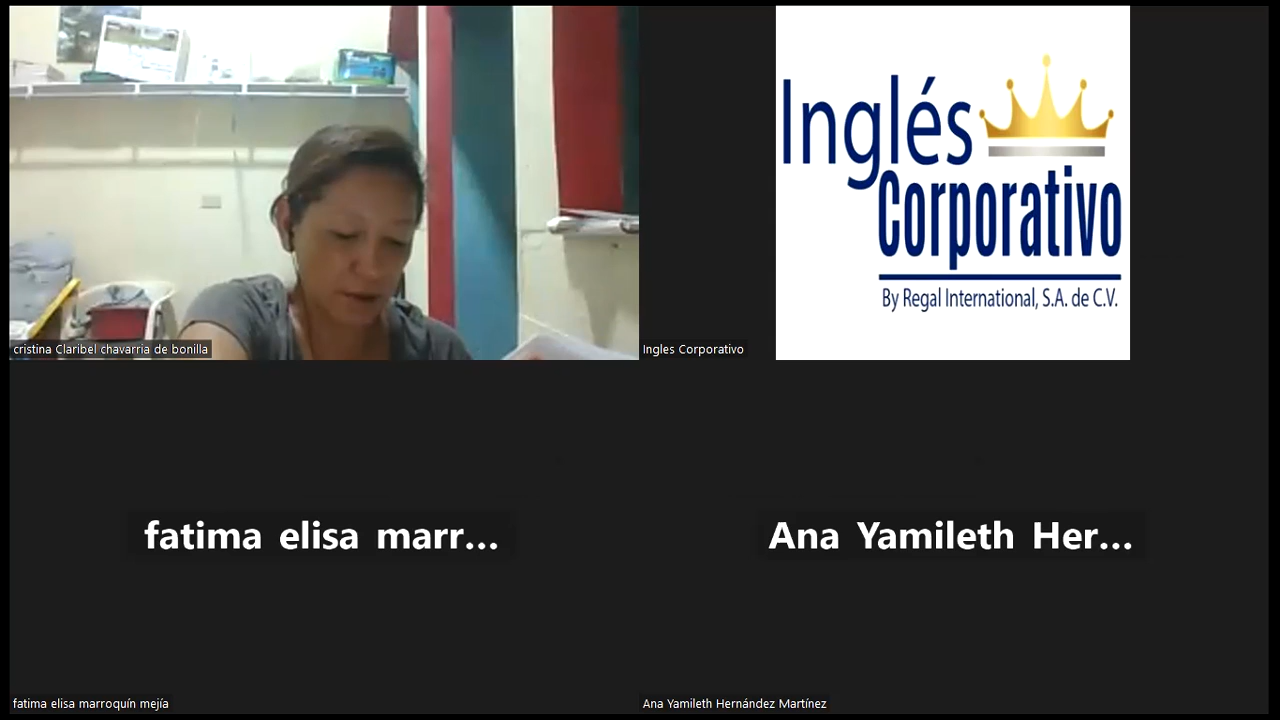 Inglés
Corporativo
By Regal International, S.A. de C.V.
cristina Claribel chavarria de bonilla
Ingles Corporativo
fatima elisa marr...
Ana Yamileth Her...
fatima elisa marroquín mejía
Ana Yamileth Hernández Martínez